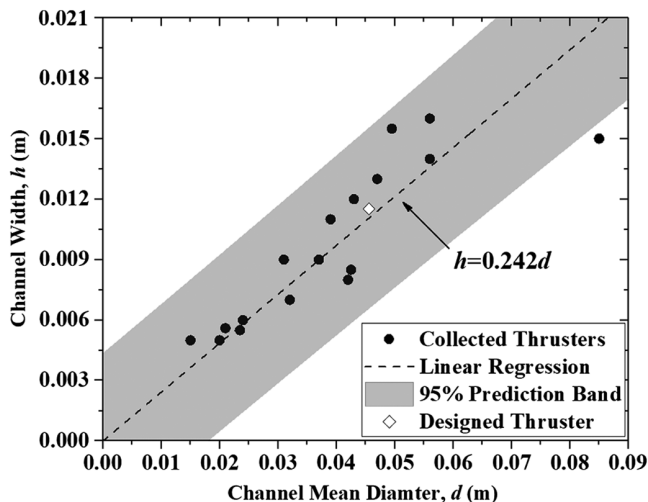 0.021
0.018
0.015
0.012
0.009
0.006
0.003
0.000
Channel Width, h (m)
h=0.242d
Collected Thrusters
Linear Regression
95% Prediction Band
Designed Thruster
0.00 0.01 0.02 0.03 0.04 0.05 0.06 0.07 0.08 0.09
Channel Mean Diamter, d (m)